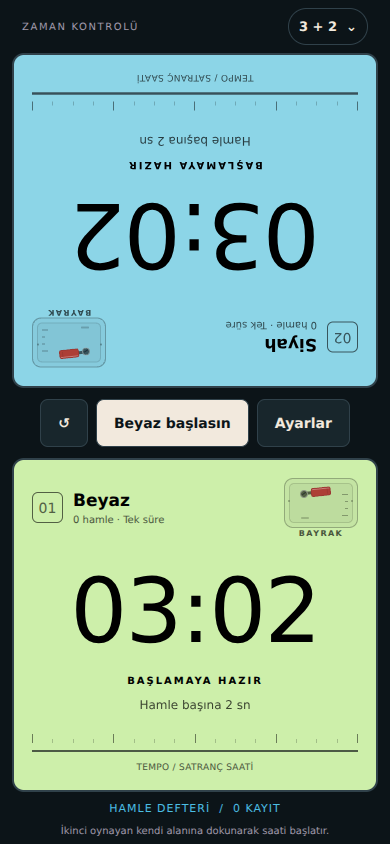 ZAMAN KONTROLÜ
3 + 2
TEMPO / SATRANÇ SAATİ
Hamle başına 2 sn
BAŞLAMAYA HAZIR
03:02
BAYRAK
02
Siyah
0 hamle · Tek süre
↺
Beyaz başlasın
Ayarlar
01
Beyaz
0 hamle · Tek süre
BAYRAK
03:02
BAŞLAMAYA HAZIR
Hamle başına 2 sn
TEMPO / SATRANÇ SAATİ
HAMLE DEFTERİ / 0 KAYIT
İkinci oynayan kendi alanına dokunarak saati başlatır.